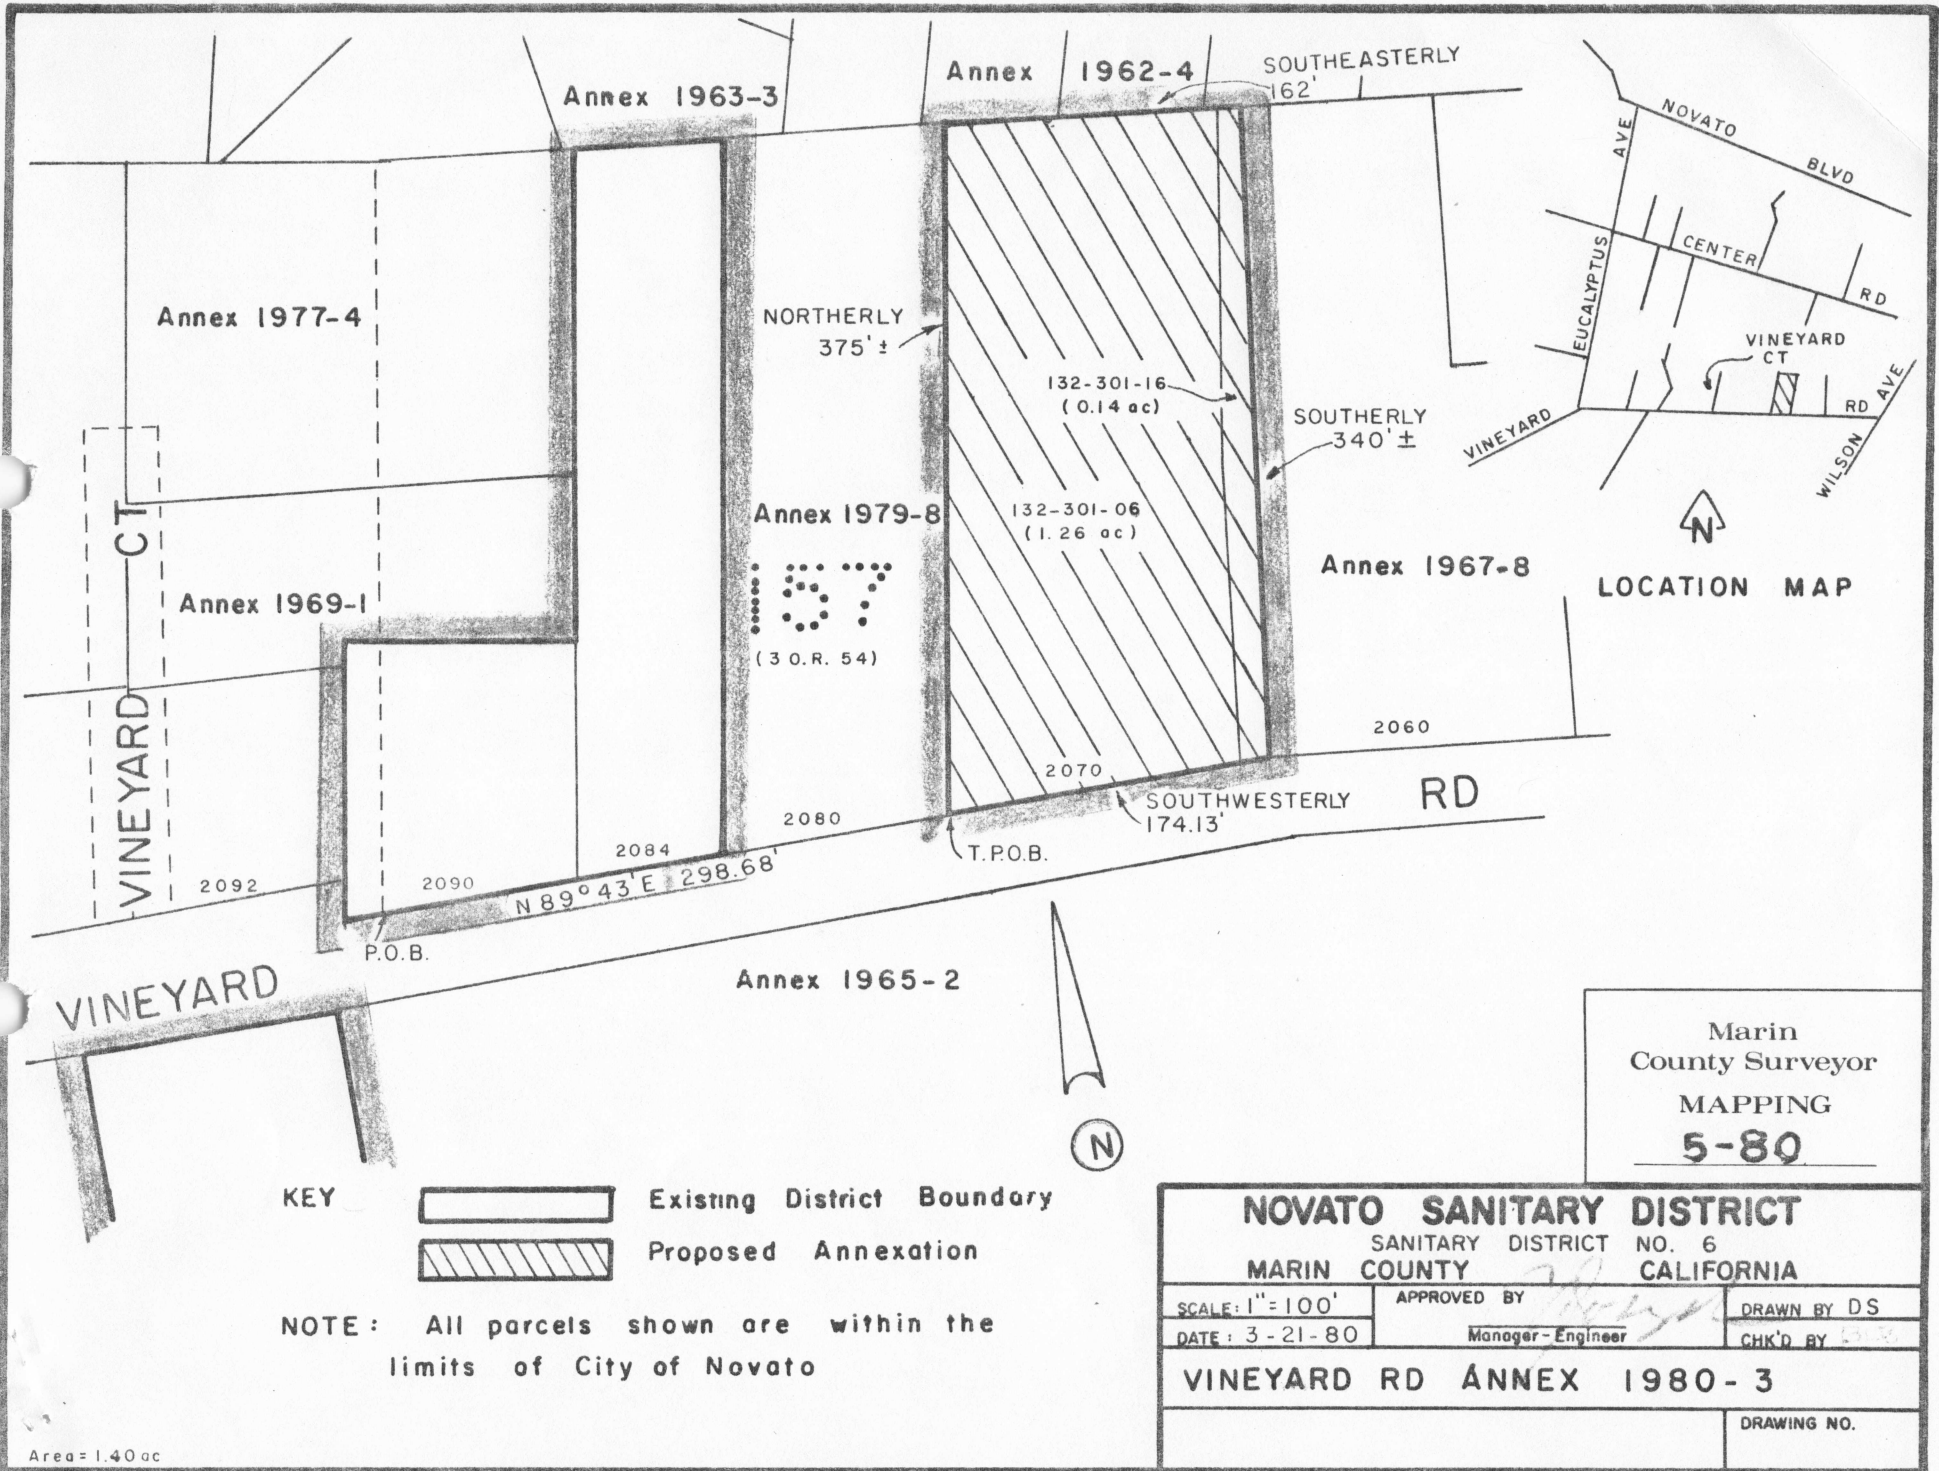 Annex 1963-3
Annex 1962-4
SOUTHEASTERLY
162'
NOVATO
BLVD
AVE
EUCALYPTUS
CENTER
RD
VINEYARD
CT
VINEYARD
RD
AVE
WILSON
N
LOCATION MAP
Annex 1977-4
NORTHERLY
375' ±
132-301-16
(0.14 ac)
SOUTHERLY
340' ±
Annex 1979-8
132-301-06
(1.26 ac)
157
(3 O.R. 54)
Annex 1967-8
VINEYARD CT
Annex 1969-1
2060
2070
SOUTHWESTERLY
174.13'
RD
2080
T.P.O.B.
2084
2090
2092
N 89° 43' E 298.68'
P.O.B.
VINEYARD
Annex 1965-2
N
Marin
County Surveyor
MAPPING
5-80
KEY
Existing District Boundary
Proposed Annexation
NOTE: All parcels shown are within the
limits of City of Novato
NOVATO SANITARY DISTRICT
SANITARY DISTRICT NO. 6
MARIN COUNTY CALIFORNIA
SCALE: 1"=100'
APPROVED BY
Manager-Engineer
DRAWN BY DS
DATE: 3-21-80
CHK'D BY
VINEYARD RD ANNEX 1980-3
DRAWING NO.
Area = 1.40 ac